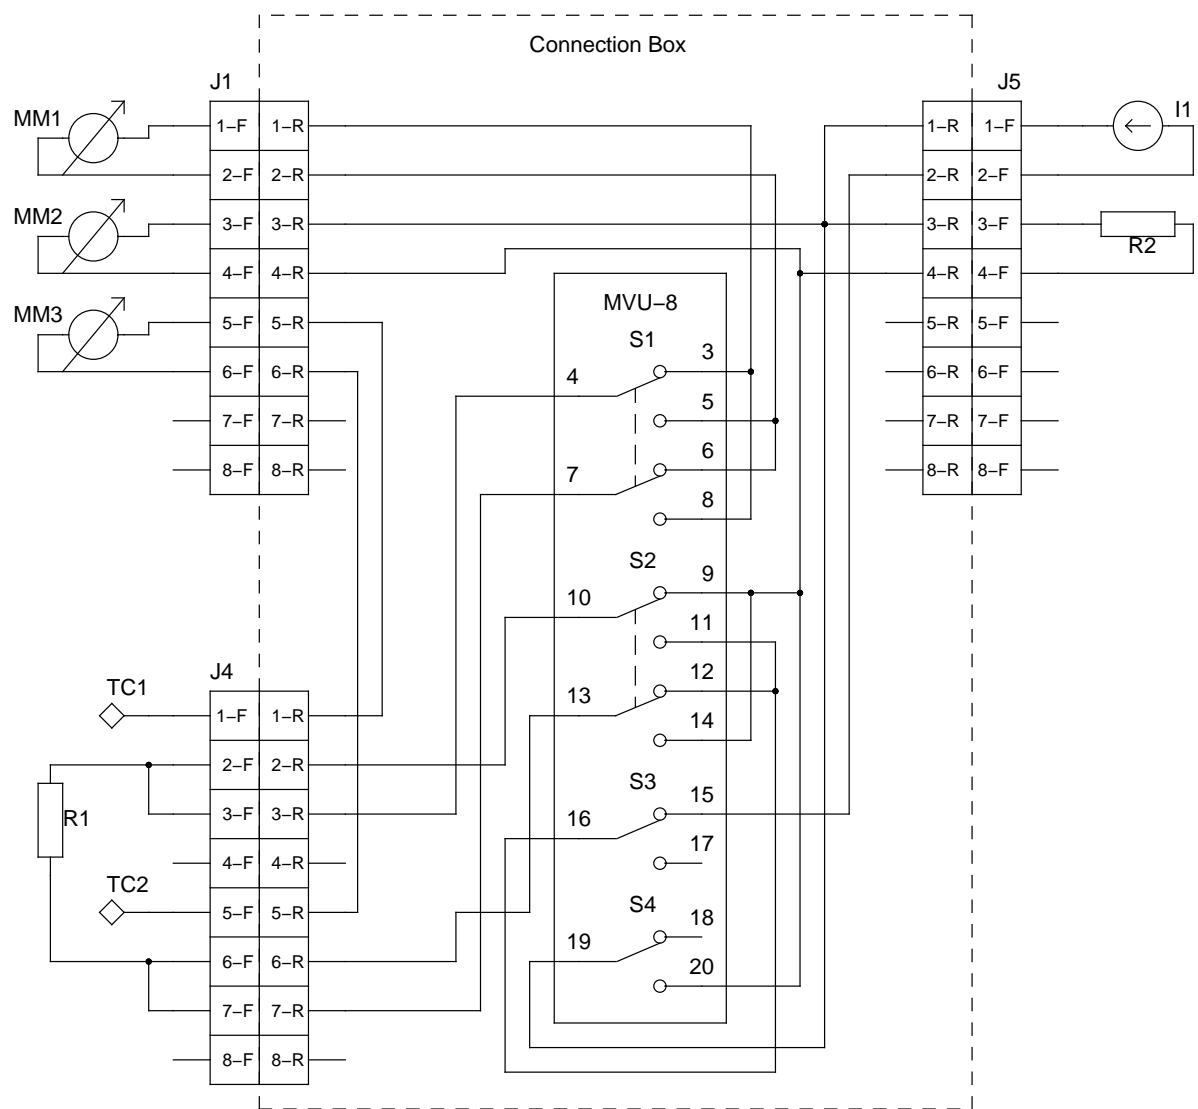 Connection Box
J1
J5
MM1
1–F 1–R
1–R 1–F
I1
2–F 2–R
2–R 2–F
MM2
3–F 3–R
3–R 3–F
R2
4–F 4–R
4–R 4–F
MVU–8
MM3
5–F 5–R
5–R 5–F
S1
3
6–F 6–R
4
6–R 6–F
5
7–F 7–R
7–R 7–F
6
8–F 8–R
7
8–R 8–F
8
S2
9
10
11
J4
12
TC1
13
1–F 1–R
14
2–F 2–R
S3
15
R1
3–F 3–R
16
17
4–F 4–R
TC2
S4
5–F 5–R
18
19
6–F 6–R
20
7–F 7–R
8–F 8–R